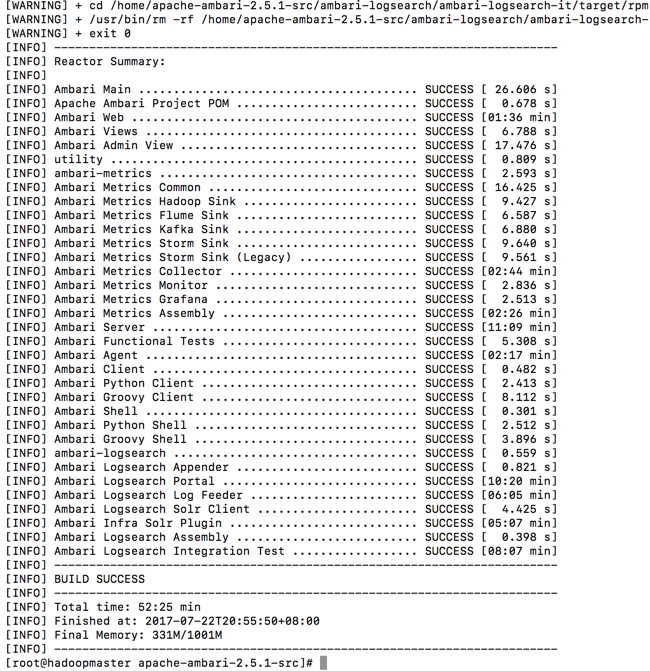 [WARNING] + cd /home/apache-ambari-2.5.1-src/ambari-logsearch/ambari-logsearch-it/target/rpm
[WARNING] + /usr/bin/rm -rf /home/apache-ambari-2.5.1-src/ambari-logsearch/ambari-logsearch-
[WARNING] + exit 0
[INFO] ------------------------------------------------------------------------
[INFO] Reactor Summary:
[INFO]
[INFO] Ambari Main ........................................ SUCCESS [ 26.606 s]
[INFO] Apache Ambari Project POM .......................... SUCCESS [  0.678 s]
[INFO] Ambari Web ......................................... SUCCESS [01:36 min]
[INFO] Ambari Views ....................................... SUCCESS [  6.788 s]
[INFO] Ambari Admin View .................................. SUCCESS [ 17.476 s]
[INFO] utility ............................................ SUCCESS [  0.809 s]
[INFO] ambari-metrics ..................................... SUCCESS [  2.593 s]
[INFO] Ambari Metrics Common .............................. SUCCESS [ 16.425 s]
[INFO] Ambari Metrics Hadoop Sink ......................... SUCCESS [  9.427 s]
[INFO] Ambari Metrics Flume Sink .......................... SUCCESS [  6.587 s]
[INFO] Ambari Metrics Kafka Sink .......................... SUCCESS [  6.880 s]
[INFO] Ambari Metrics Storm Sink .......................... SUCCESS [  9.640 s]
[INFO] Ambari Metrics Storm Sink (Legacy) ................. SUCCESS [  9.561 s]
[INFO] Ambari Metrics Collector ........................... SUCCESS [02:44 min]
[INFO] Ambari Metrics Monitor ............................. SUCCESS [  2.836 s]
[INFO] Ambari Metrics Grafana ............................. SUCCESS [  2.513 s]
[INFO] Ambari Metrics Assembly ............................ SUCCESS [02:26 min]
[INFO] Ambari Server ...................................... SUCCESS [11:09 min]
[INFO] Ambari Functional Tests ............................ SUCCESS [  5.308 s]
[INFO] Ambari Agent ....................................... SUCCESS [02:17 min]
[INFO] Ambari Client ...................................... SUCCESS [  0.482 s]
[INFO] Ambari Python Client ............................... SUCCESS [  2.413 s]
[INFO] Ambari Groovy Client ............................... SUCCESS [  8.112 s]
[INFO] Ambari Shell ....................................... SUCCESS [  0.301 s]
[INFO] Ambari Python Shell ................................ SUCCESS [  2.512 s]
[INFO] Ambari Groovy Shell ................................ SUCCESS [  3.896 s]
[INFO] ambari-logsearch ................................... SUCCESS [  0.559 s]
[INFO] Ambari Logsearch Appender .......................... SUCCESS [  0.821 s]
[INFO] Ambari Logsearch Portal ............................ SUCCESS [10:20 min]
[INFO] Ambari Logsearch Log Feeder ........................ SUCCESS [06:05 min]
[INFO] Ambari Logsearch Solr Client ....................... SUCCESS [  4.425 s]
[INFO] Ambari Infra Solr Plugin ........................... SUCCESS [05:07 min]
[INFO] Ambari Logsearch Assembly .......................... SUCCESS [  0.398 s]
[INFO] Ambari Logsearch Integration Test .................. SUCCESS [08:07 min]
[INFO] ------------------------------------------------------------------------
[INFO] BUILD SUCCESS
[INFO] ------------------------------------------------------------------------
[INFO] Total time: 52:25 min
[INFO] Finished at: 2017-07-22T20:55:50+08:00
[INFO] Final Memory: 331M/1001M
[INFO] ------------------------------------------------------------------------
[root@hadoopmaster apache-ambari-2.5.1-src]#